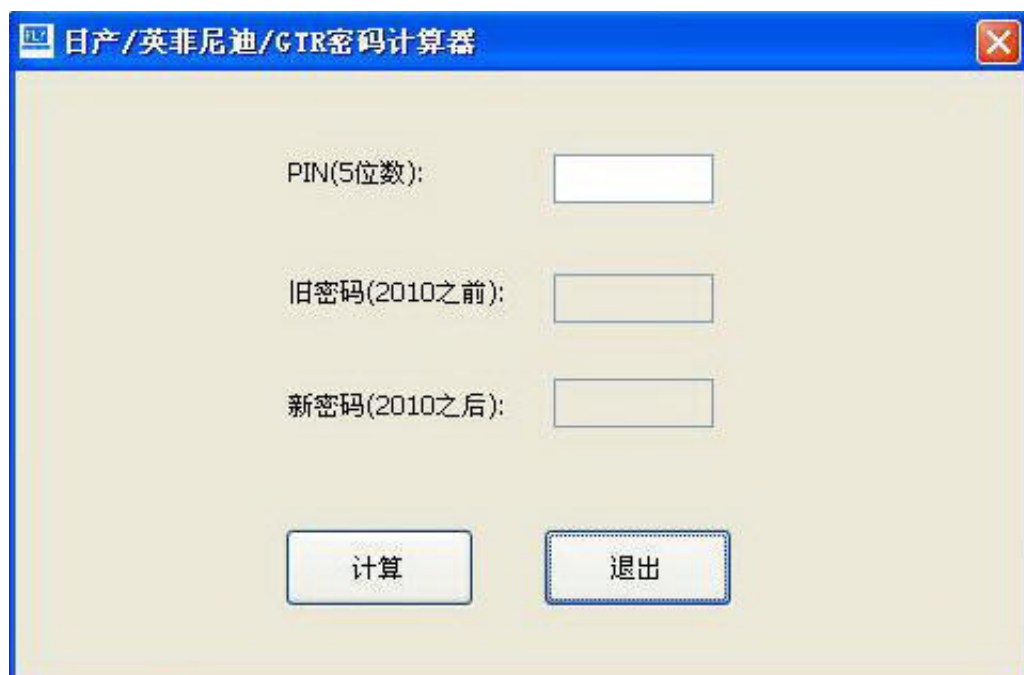 FLY 日产/英菲尼迪/GTR密码计算器
PIN(5位数):
旧密码(2010之前):
新密码(2010之后):
计算 退出